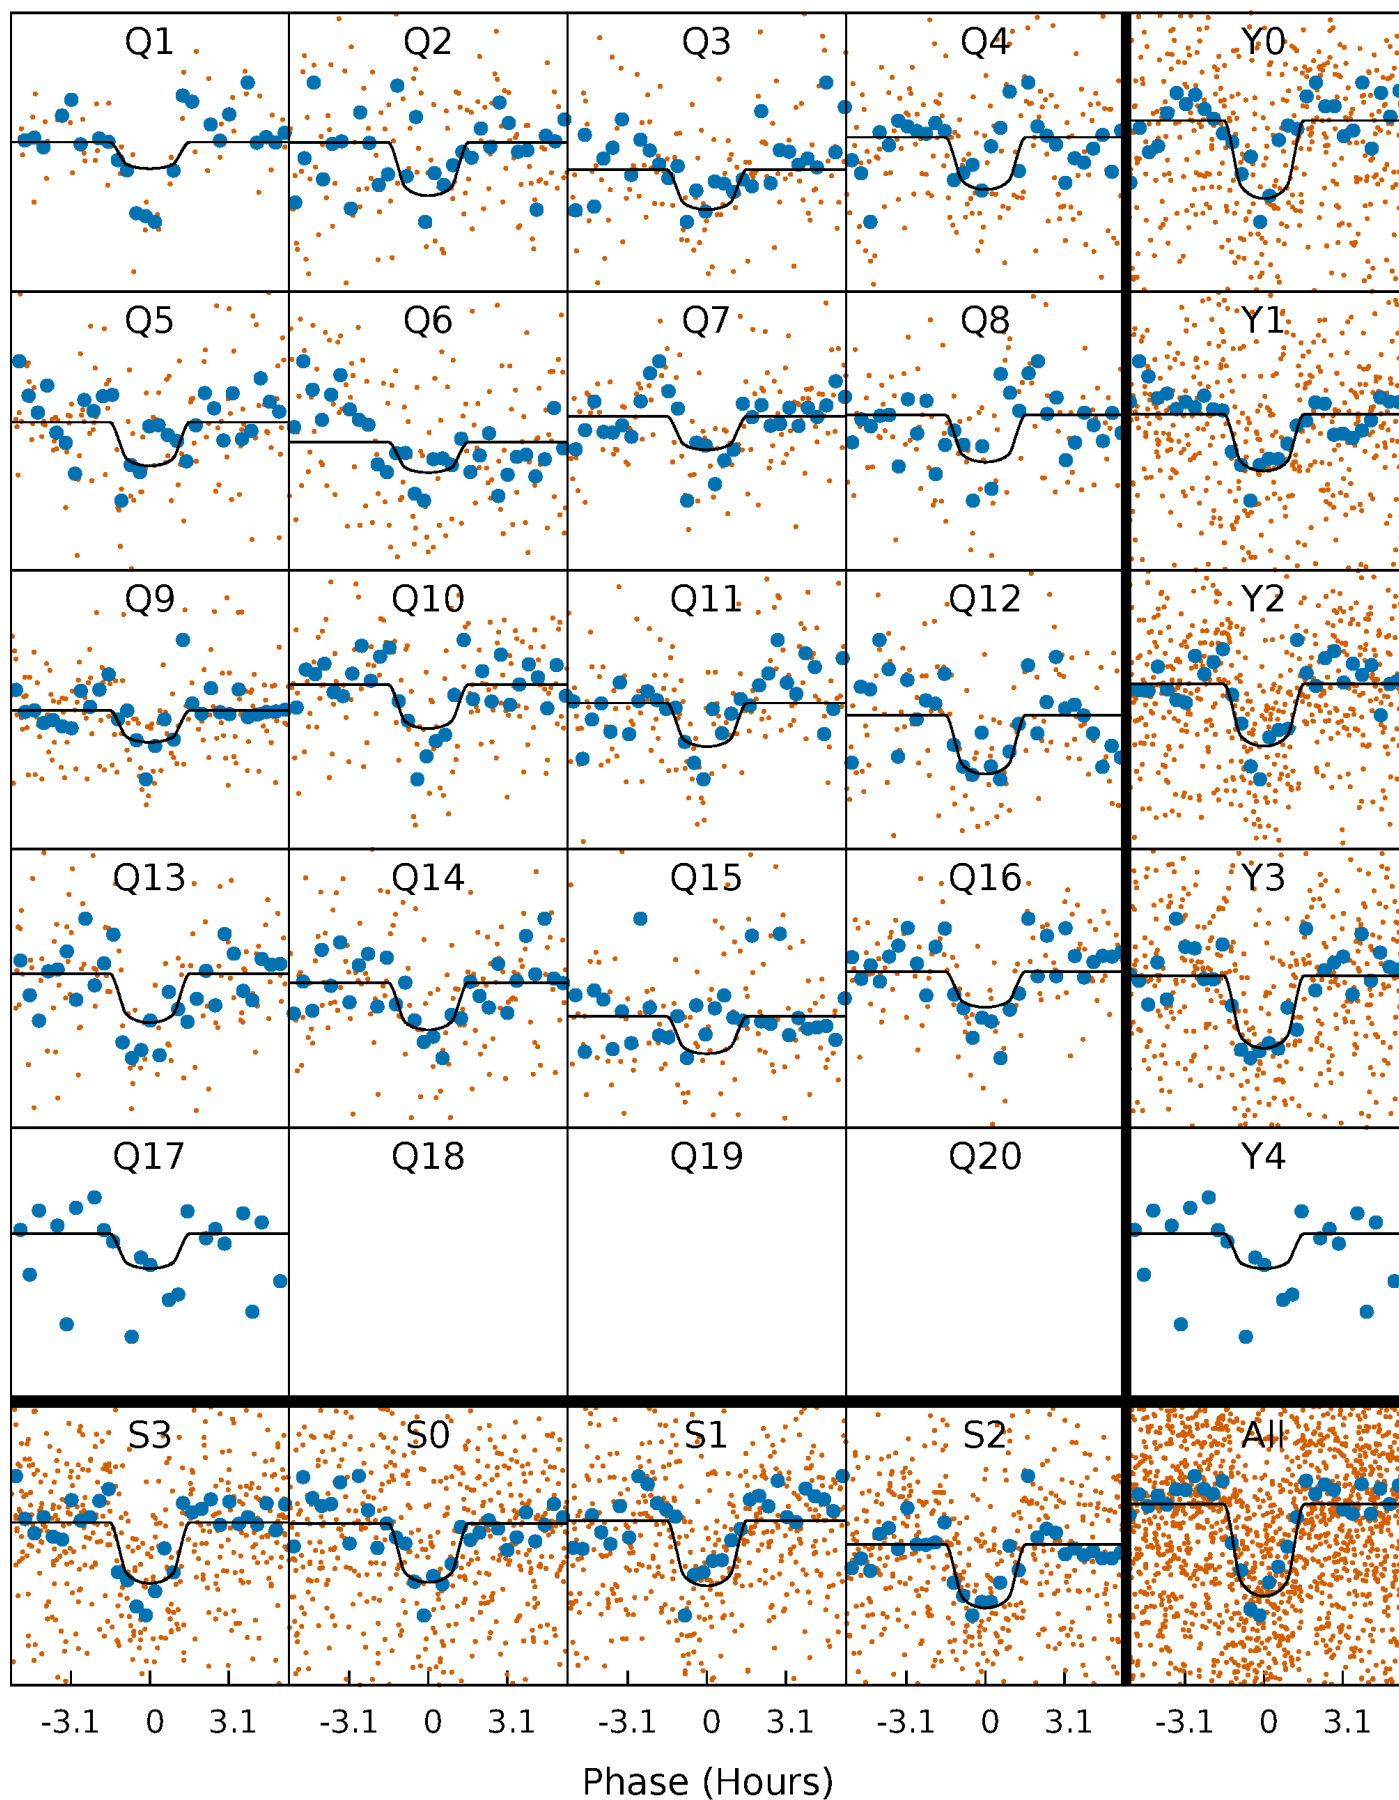 Q1 Q2 Q3 Q4 Y0
Q5 Q6 Q7 Q8 Y1
Q9 Q10 Q11 Q12 Y2
Q13 Q14 Q15 Q16 Y3
Q17 Q18 Q19 Q20 Y4
S3 S0 S1 S2 All
-3.1 0 3.1 -3.1 0 3.1 -3.1 0 3.1 -3.1 0 3.1 -3.1 0 3.1
Phase (Hours)